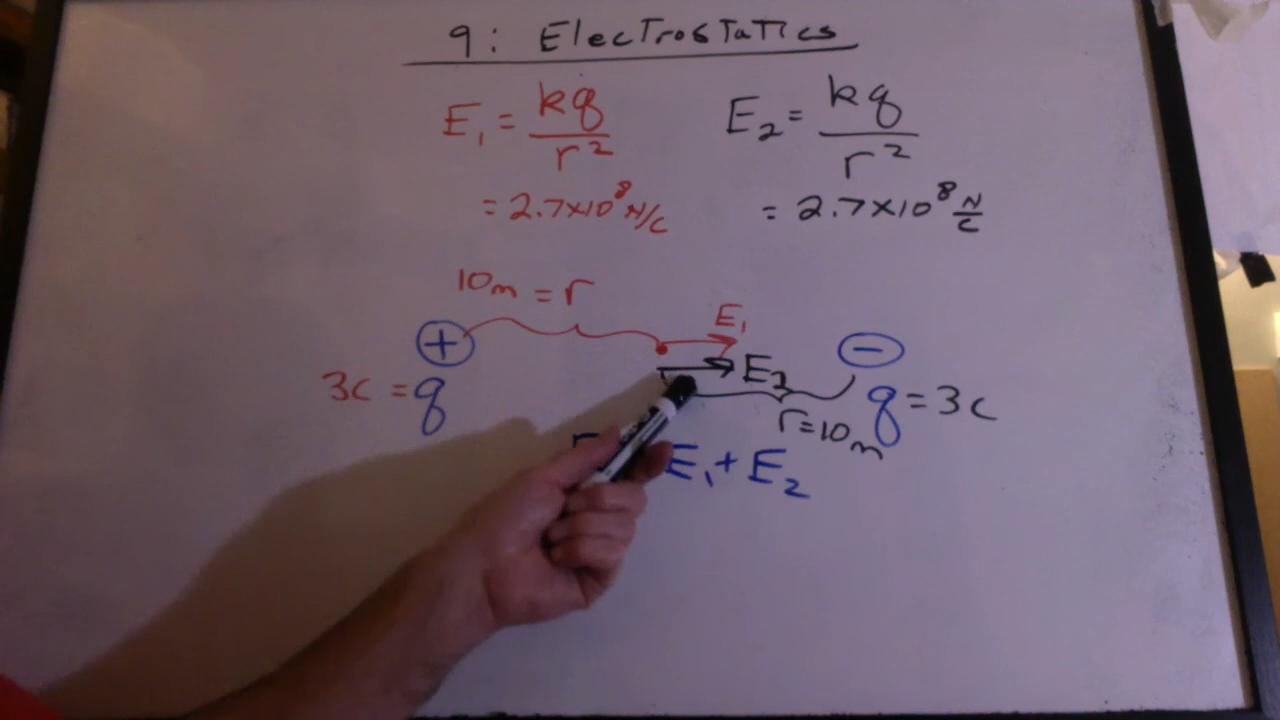 9: Electrostatics
E₁ = kq/r² E₂ = kq/r²
= 2.7×10⁸ N/C = 2.7×10⁸ N/C
10m = r
E₁
+ −
E₂
3c = q q = 3c
r=10m
E₁ + E₂